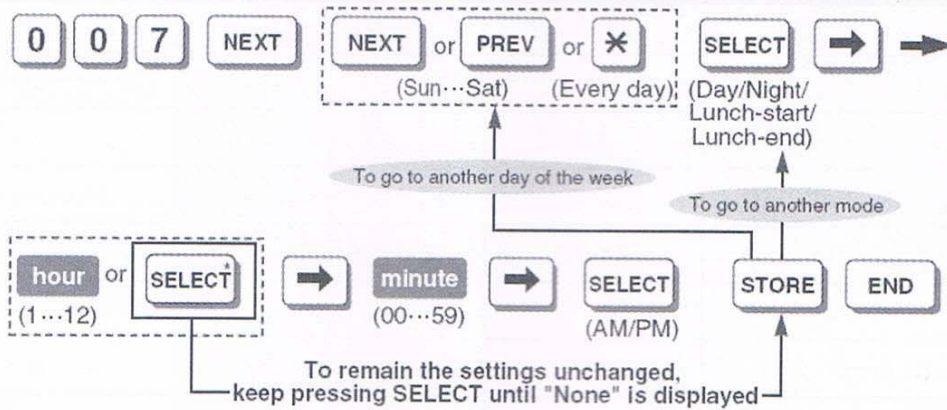 0 0 7 NEXT NEXT or PREV or ✻ SELECT
(Sun···Sat) (Every day) (Day/Night/
Lunch-start/
Lunch-end)
To go to another day of the week
To go to another mode
hour or SELECT* minute SELECT STORE END
(1···12) (00···59) (AM/PM)
To remain the settings unchanged,
keep pressing SELECT until "None" is displayed